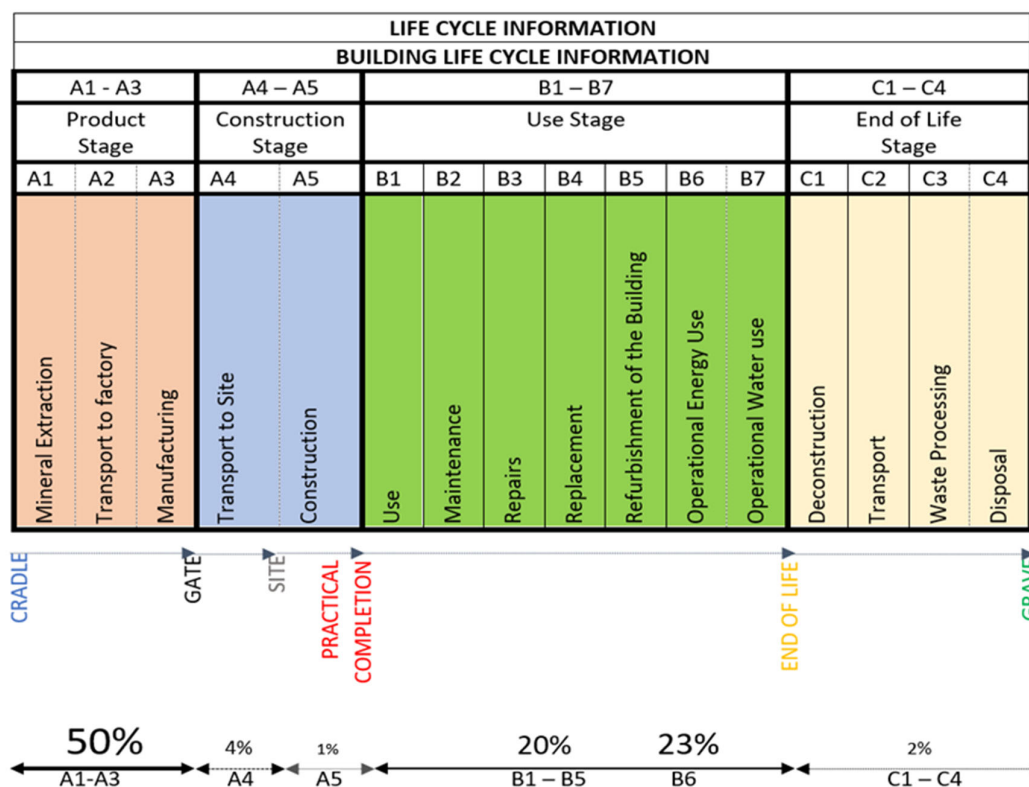 LIFE CYCLE INFORMATION
BUILDING LIFE CYCLE INFORMATION
A1 - A3
A4 – A5
B1 – B7
C1 – C4
Product
Stage
Construction
Stage
Use Stage
End of Life
Stage
A1
A2
A3
A4
A5
B1
B2
B3
B4
B5
B6
B7
C1
C2
C3
C4
Mineral Extraction
Transport to factory
Manufacturing
Transport to Site
Construction
Use
Maintenance
Repairs
Replacement
Refurbishment of the Building
Operational Energy Use
Operational Water use
Deconstruction
Transport
Waste Processing
Disposal
CRADLE
GATE
SITE
PRACTICAL
COMPLETION
END OF LIFE
GRAVE
50%
4%
1%
20%
23%
2%
A1-A3
A4
A5
B1 – B5
B6
C1 – C4